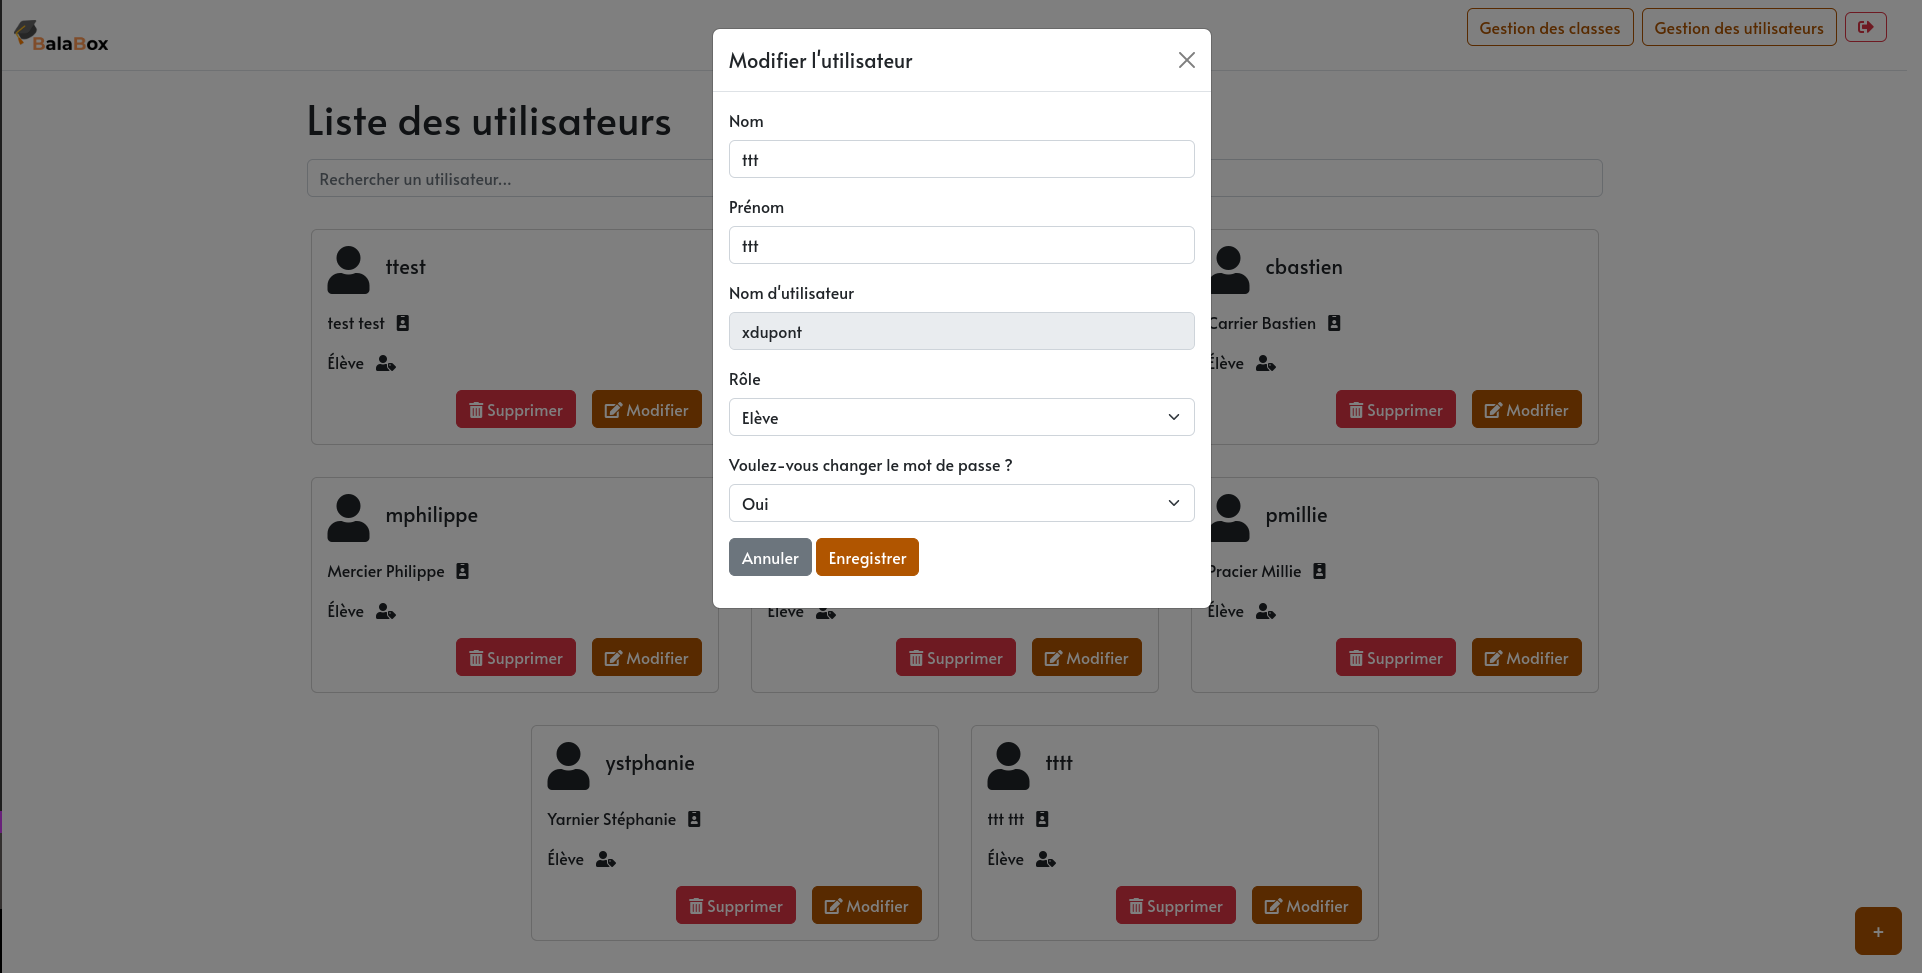 BalaBox
Gestion des classes
Gestion des utilisateurs
Modifier l'utilisateur
Nom
ttt
Prénom
ttt
Nom d'utilisateur
xdupont
Rôle
Elève
Voulez-vous changer le mot de passe ?
Oui
Annuler
Enregistrer
Liste des utilisateurs
Rechercher un utilisateur...
ttest
test test
Élève
Supprimer
Modifier
cbastien
Carrier Bastien
Élève
Supprimer
Modifier
mphilippe
Mercier Philippe
Élève
Supprimer
Modifier
Élève
Supprimer
Modifier
pmillie
Pracier Millie
Élève
Supprimer
Modifier
ystphanie
Yarnier Stéphanie
Élève
Supprimer
Modifier
tttt
ttt ttt
Élève
Supprimer
Modifier
+